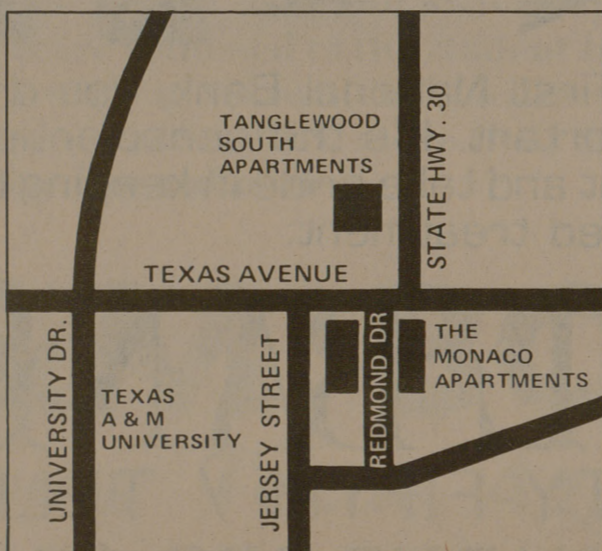 TANGLEWOOD
SOUTH
APARTMENTS
STATE HWY. 30
TEXAS AVENUE
UNIVERSITY DR.
TEXAS
A & M
UNIVERSITY
JERSEY STREET
REDMOND DR
THE
MONACO
APARTMENTS